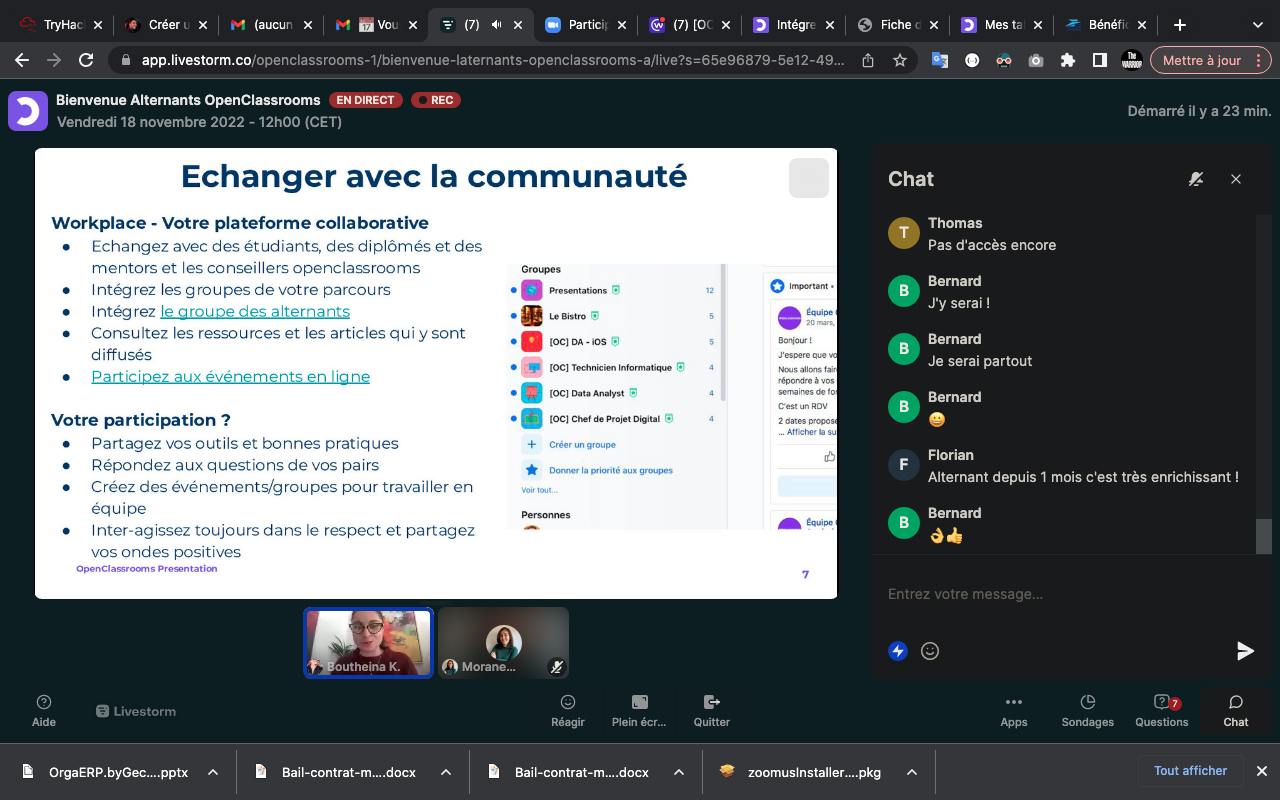 TryHac
Créer u
(aucun
Vou
(7)
Particip
(7) [OC
Intégre
Fiche d
Mes ta
Bénéfic
app.livestorm.co/openclassrooms-1/bienvenue-laternants-openclassrooms-a/live?s=65e96879-5e12-49...
Mettre à jour
Bienvenue Alternants OpenClassrooms EN DIRECT REC
Vendredi 18 novembre 2022 - 12h00 (CET)
Démarré il y a 23 min.
Echanger avec la communauté
Workplace - Votre plateforme collaborative
● Echangez avec des étudiants, des diplômés et des
mentors et les conseillers openclassrooms
● Intégrez les groupes de votre parcours
● Intégrez le groupe des alternants
● Consultez les ressources et les articles qui y sont
diffusés
● Participez aux événements en ligne
Votre participation ?
● Partagez vos outils et bonnes pratiques
● Répondez aux questions de vos pairs
● Créez des événements/groupes pour travailler en
équipe
● Inter-agissez toujours dans le respect et partagez
vos ondes positives
OpenClassrooms Presentation
7
Groupes
Presentations 12
Le Bistro 5
[OC] DA - iOS 5
[OC] Technicien Informatique 4
[OC] Data Analyst 4
[OC] Chef de Projet Digital 4
+ Créer un groupe
Donner la priorité aux groupes
Voir tout...
Personnes
Important •
Équipe
20 mars,
Bonjour !
J'espere que vo
Nous allons fair
répondre à vos
semaines de fo
C'est un RDV
2 dates propose
... Afficher la su
Équipe
Boutheina K.
Morane...
Chat
T
Thomas
Pas d'accès encore
B
Bernard
J'y serai !
B
Bernard
Je serai partout
B
Bernard
😀
F
Florian
Alternant depuis 1 mois c'est très enrichissant !
B
Bernard
👌👍
Entrez votre message...
Aide
Livestorm
Réagir
Plein écr...
Quitter
Apps
Sondages
7
Questions
Chat
OrgaERP.byGec....pptx
Bail-contrat-m....docx
Bail-contrat-m....docx
zoomusInstaller....pkg
Tout afficher